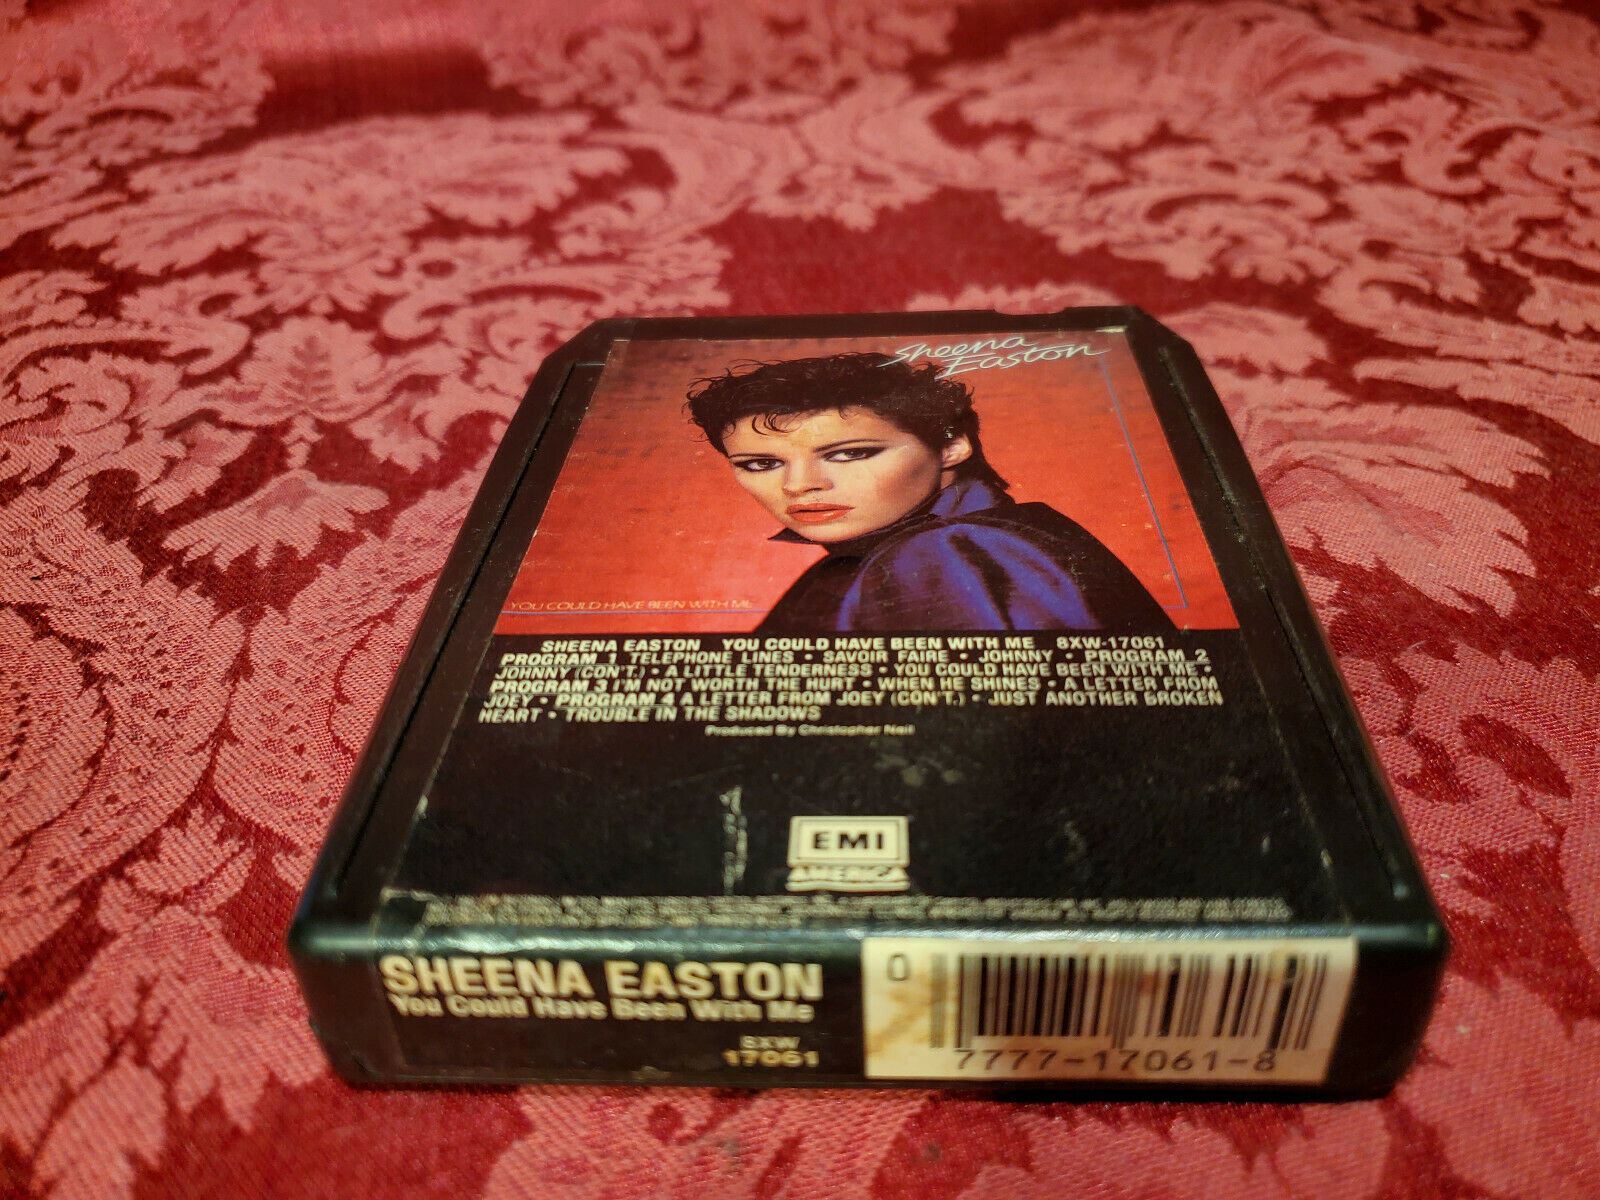 Sheena
Easton
YOU COULD HAVE BEEN WITH ME
SHEENA EASTON YOU COULD HAVE BEEN WITH ME 8XW-17061
PROGRAM 1 TELEPHONE LINES • SAVOIR FAIRE • JOHNNY • PROGRAM 2
JOHNNY (CON'T.) • A LITTLE TENDERNESS • YOU COULD HAVE BEEN WITH ME •
PROGRAM 3 I'M NOT WORTH THE HURT • WHEN HE SHINES • A LETTER FROM
JOEY • PROGRAM 4 A LETTER FROM JOEY (CON'T.) • JUST ANOTHER BROKEN
HEART • TROUBLE IN THE SHADOWS
Produced By Christopher Neil
EMI
AMERICA
SHEENA EASTON
You Could Have Been With Me
8XW
17061
0
7777-17061-8